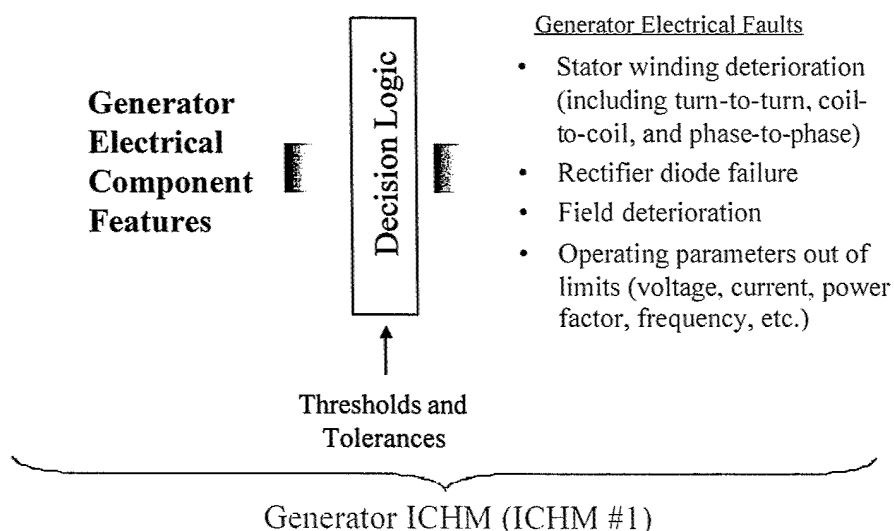 Generator
Electrical
Component
Features
Decision Logic
Thresholds and
Tolerances
Generator Electrical Faults
• Stator winding deterioration
(including turn-to-turn, coil-
to-coil, and phase-to-phase)
• Rectifier diode failure
• Field deterioration
• Operating parameters out of
limits (voltage, current, power
factor, frequency, etc.)
Generator ICHM (ICHM #1)